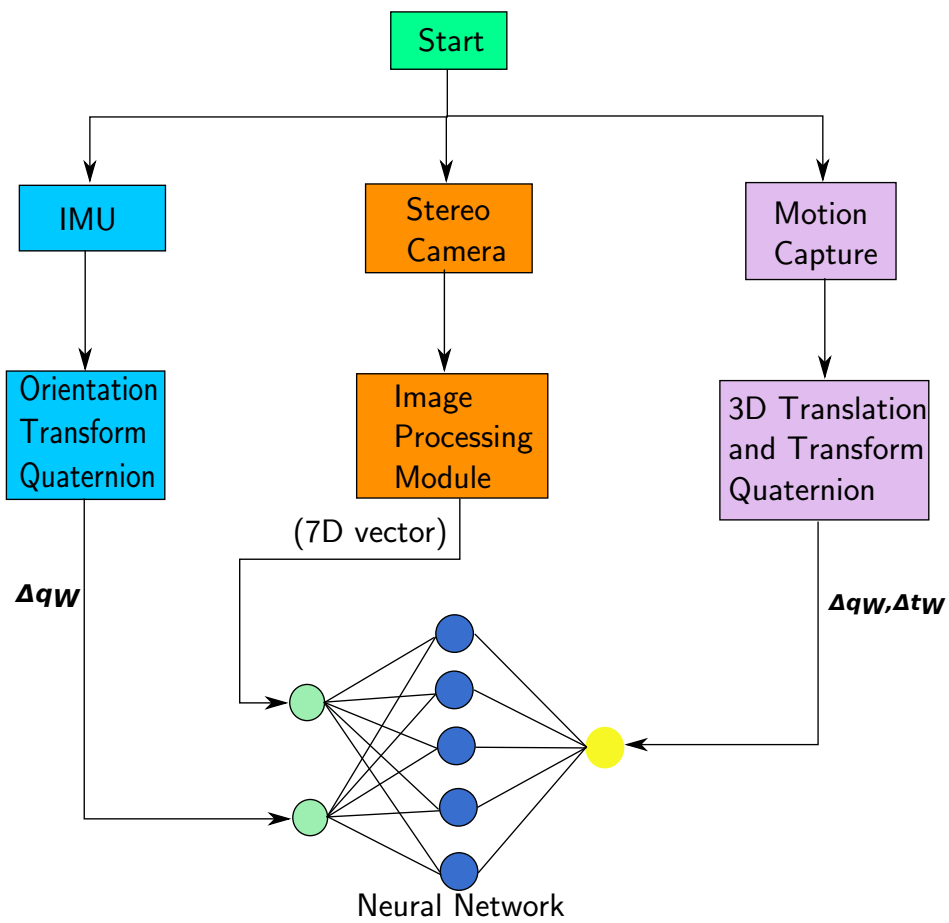 Start
IMU
Stereo
Camera
Motion
Capture
Orientation
Transform
Quaternion
Image
Processing
Module
3D Translation
and Transform
Quaternion
(7D vector)
ΔqW
ΔqW,ΔtW
Neural Network